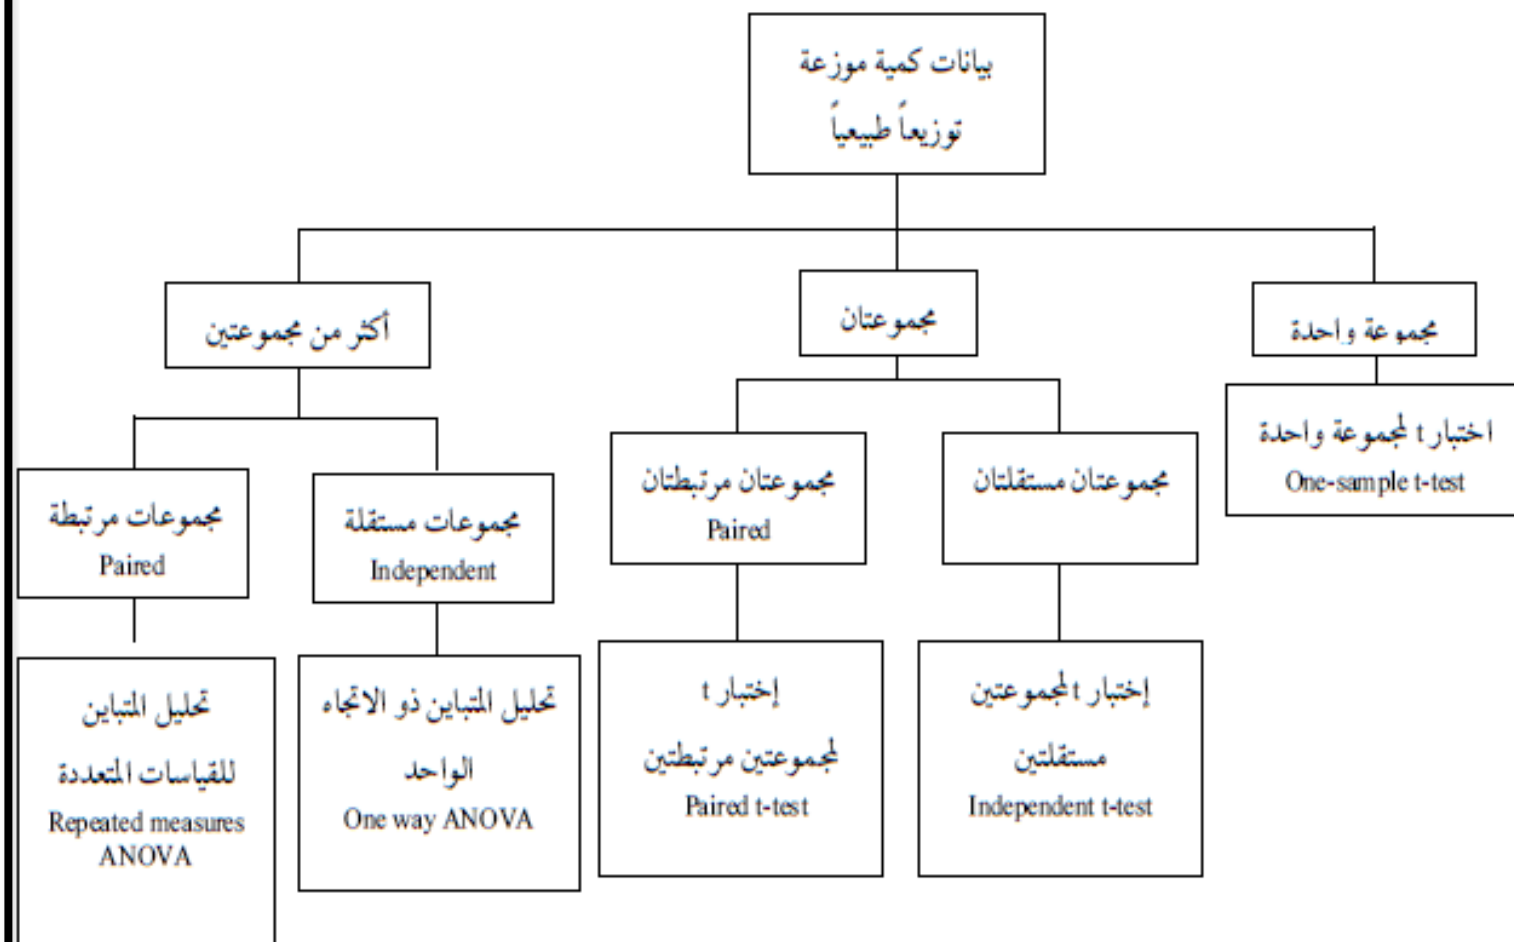 بيانات كمية موزعة
توزيعاً طبيعياً
مجموعة واحدة
مجموعتان
أكثر من مجموعتين
اختبار t لمجموعة واحدة
One-sample t-test
مجموعتان مستقلتان
مجموعتان مرتبطتان
Paired
مجموعات مستقلة
Independent
مجموعات مرتبطة
Paired
إختبار t لمجموعتين
مستقلتين
Independent t-test
إختبار t
لمجموعتين مرتبطتين
Paired t-test
تحليل المتباين ذو الاتجاه
الواحد
One way ANOVA
تحليل المتباين
للقياسات المتعددة
Repeated measures
ANOVA